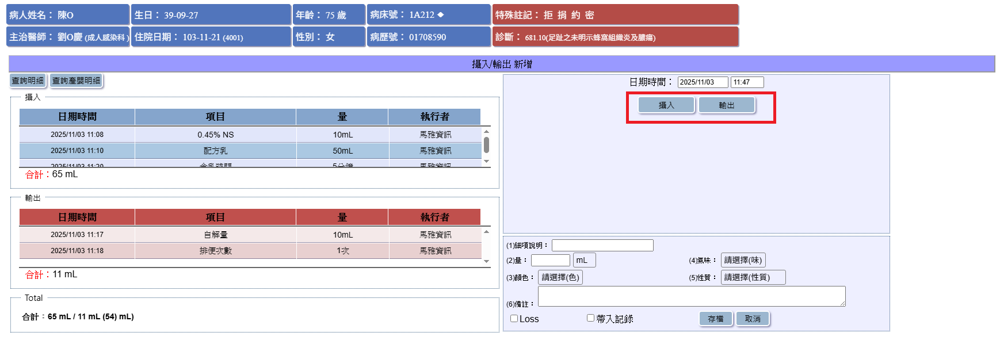 病人姓名： 陳O 生日： 39-09-27 年齡： 75 歲 病床號： 1A212 ◆ 特殊註記： 拒 捐 約 密
主治醫師： 劉O慶 (成人感染科 ) 住院日期： 103-11-21 (4001) 性別： 女 病歷號： 01708590 診斷： 681.10(足趾之未明示蜂窩組織炎及膿瘍)
攝入/輸出 新增
查詢明細 查詢產嬰明細
攝入
日期時間 項目 量 執行者
2025/11/03 11:08 0.45% NS 10mL 馬雅資訊
2025/11/03 11:10 配方乳 50mL 馬雅資訊
2025/11/03 11:20 含乳時間 5分鐘 馬雅資訊
合計：65 mL
輸出
日期時間 項目 量 執行者
2025/11/03 11:17 自解量 10mL 馬雅資訊
2025/11/03 11:18 排便次數 1次 馬雅資訊
合計：11 mL
Total
合計：65 mL / 11 mL (54) mL)
日期時間： 2025/11/03 11:47
攝入 輸出
(1)細項說明：
(2)量： mL (4)氣味： 請選擇(味)
(3)顏色： 請選擇(色) (5)性質： 請選擇(性質)
(6)備註：
Loss 帶入記錄 存檔 取消